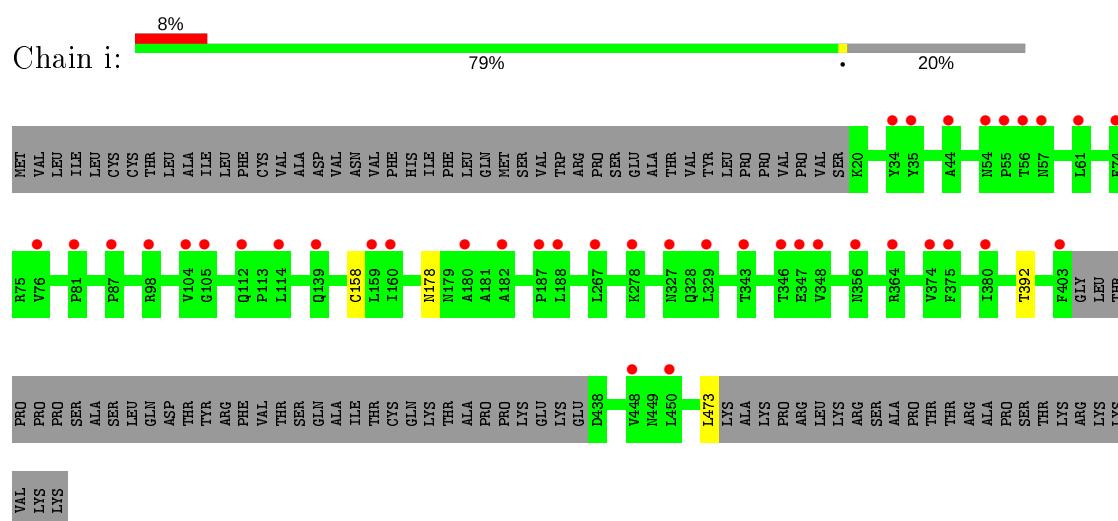 8%
Chain i:
79%
•
20%
MET VAL LEU ILE LEU CYS CYS THR LEU ALA ILE LEU PHE CYS VAL ALA ASP VAL ASN VAL PHE HIS ILE PHE LEU GLN MET SER VAL TRP ARG PRO SER GLU ALA THR VAL TYR LEU PRO PRO VAL PRO VAL SER K20 Y34 Y35 A44 N54 P55 T56 N57 L61
R75 V76 P81 P87 R98 V104 G105 Q112 P113 L114 Q139 C158 L159 I160 N178 N179 A180 A181 A182 P187 L188 L267 K278 N327 Q328 L329 T343 T346 E347 V348 N356 R364 V374 F375 I380 T392 F403 GLY LEU THR
PRO PRO PRO SER ALA SER LEU GLN ASP THR TYR ARG PHE VAL THR SER GLN ALA ILE THR CYS GLN LYS THR ALA PRO PRO LYS GLU LYS GLU D438 V448 N449 L450 L473 LYS ALA LYS PRO ARG LEU LYS ARG SER ALA PRO THR THR ARG ALA PRO SER THR LYS ARG LYS LYS
VAL LYS LYS